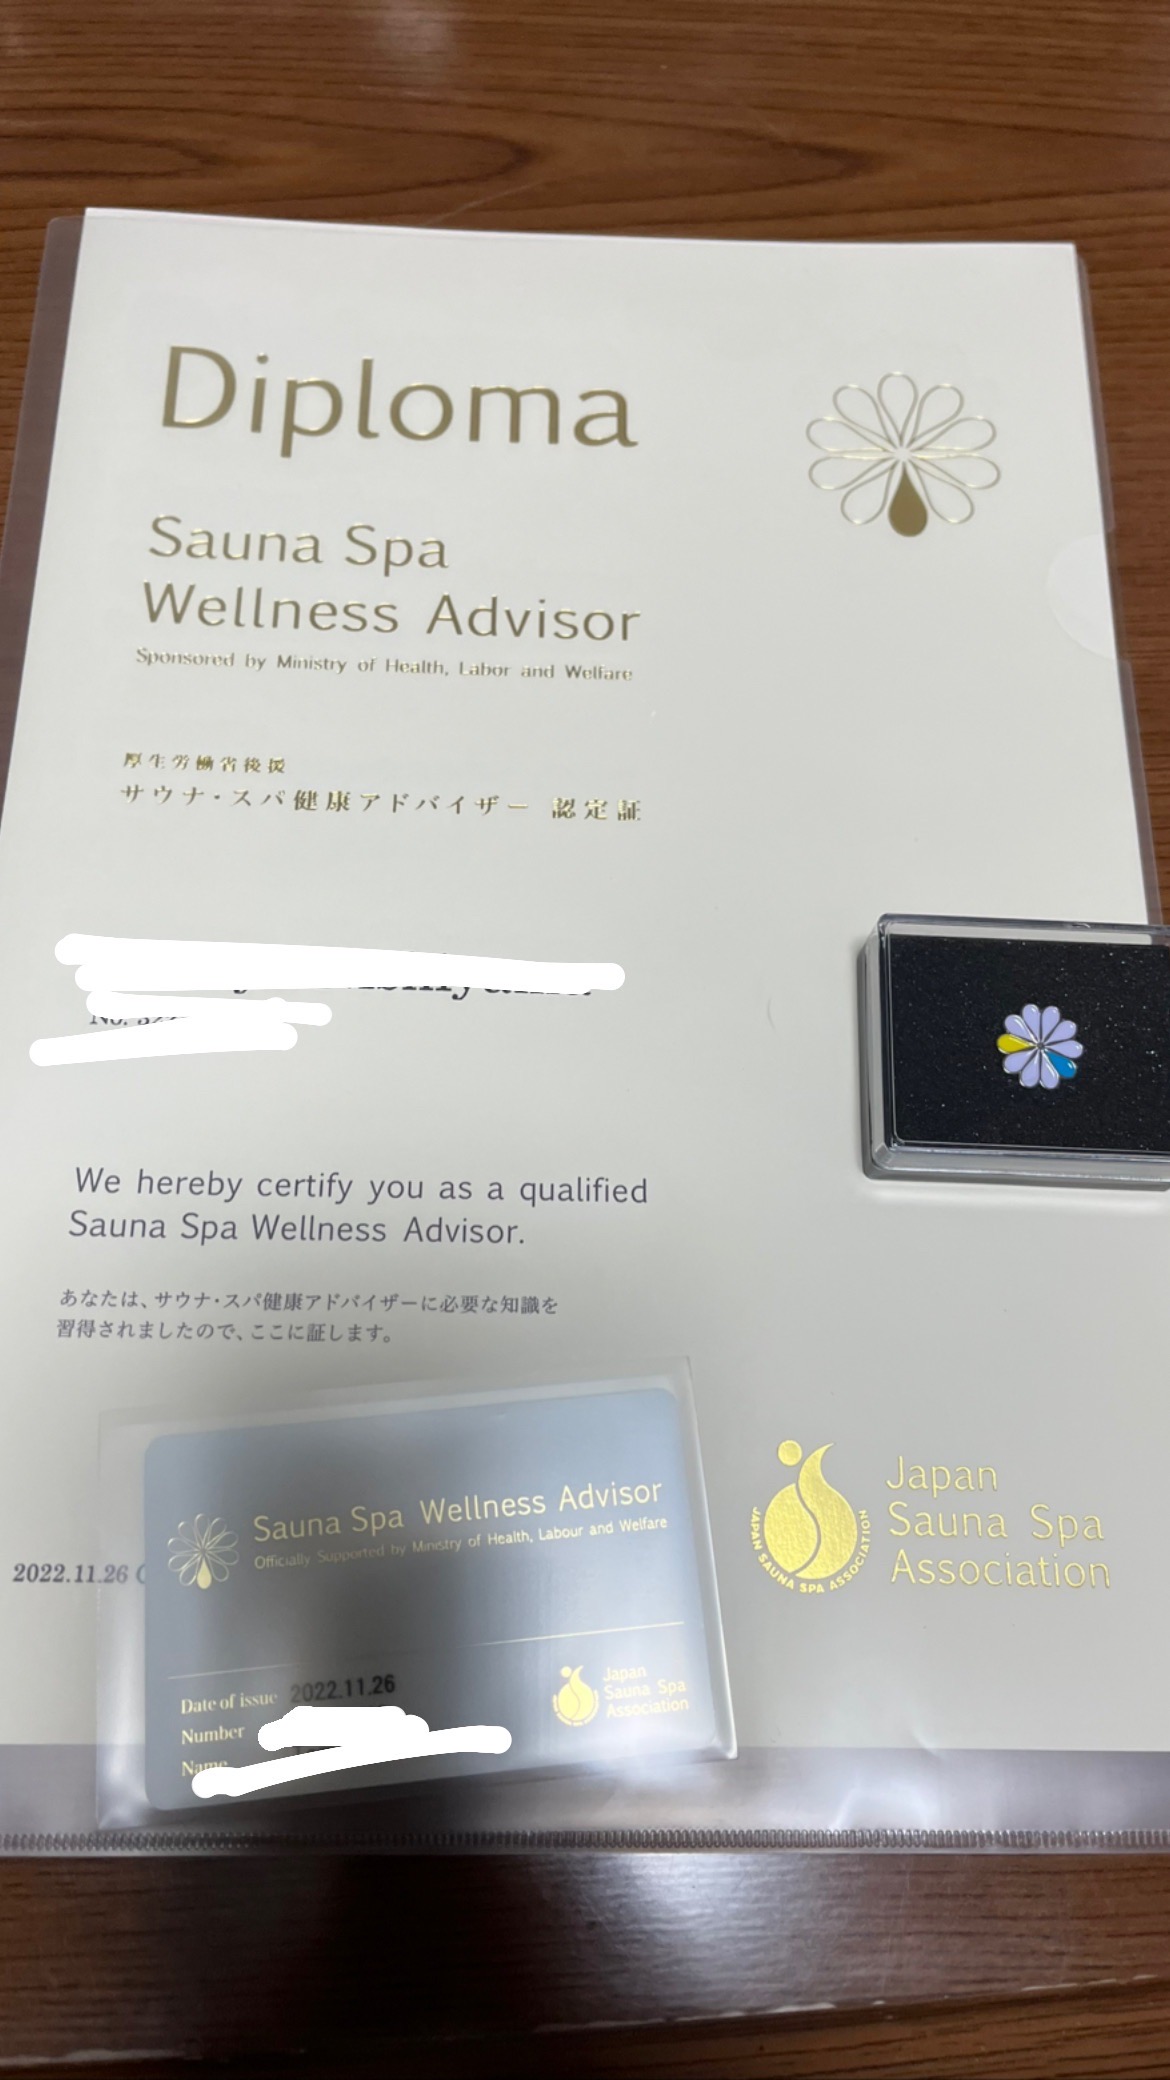 Diploma
Sauna Spa
Wellness Advisor
Sponsored by Ministry of Health, Labor and Welfare
厚生労働省後援
サウナ・スパ健康アドバイザー 認定証
No.
We hereby certify you as a qualified
Sauna Spa Wellness Advisor.
あなたは、サウナ・スパ健康アドバイザーに必要な知識を
習得されましたので、ここに証します。
2022.11.26
Japan
Sauna Spa
Association
JAPAN SAUNA SPA ASSOCIATION
Sauna Spa Wellness Advisor
Officially Supported by Ministry of Health, Labour and Welfare
Date of issue 2022.11.26
Number
Name
Japan
Sauna Spa
Association